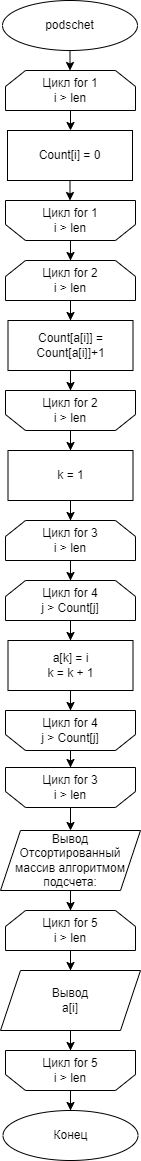 podschet
Цикл for 1
i > len
Count[i] = 0
Цикл for 1
i > len
Цикл for 2
i > len
Count[a[i]] =
Count[a[i]]+1
Цикл for 2
i > len
k = 1
Цикл for 3
i > len
Цикл for 4
j > Count[j]
a[k] = i
k = k + 1
Цикл for 4
j > Count[j]
Цикл for 3
i > len
Вывод
Отсортированный
массив алгоритмом
подсчета:
Цикл for 5
i > len
Вывод
a[i]
Цикл for 5
i > len
Конец